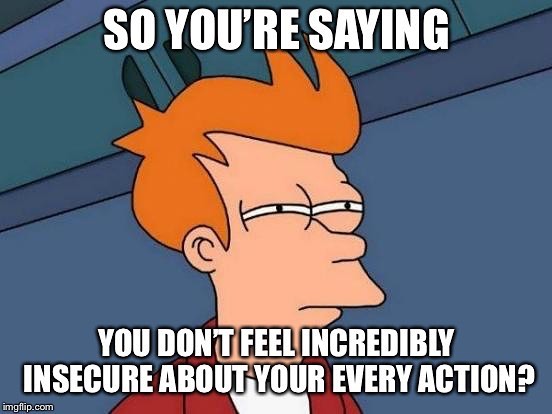 SO YOU’RE SAYING
YOU DON’T FEEL INCREDIBLY
INSECURE ABOUT YOUR EVERY ACTION?
imgflip.com